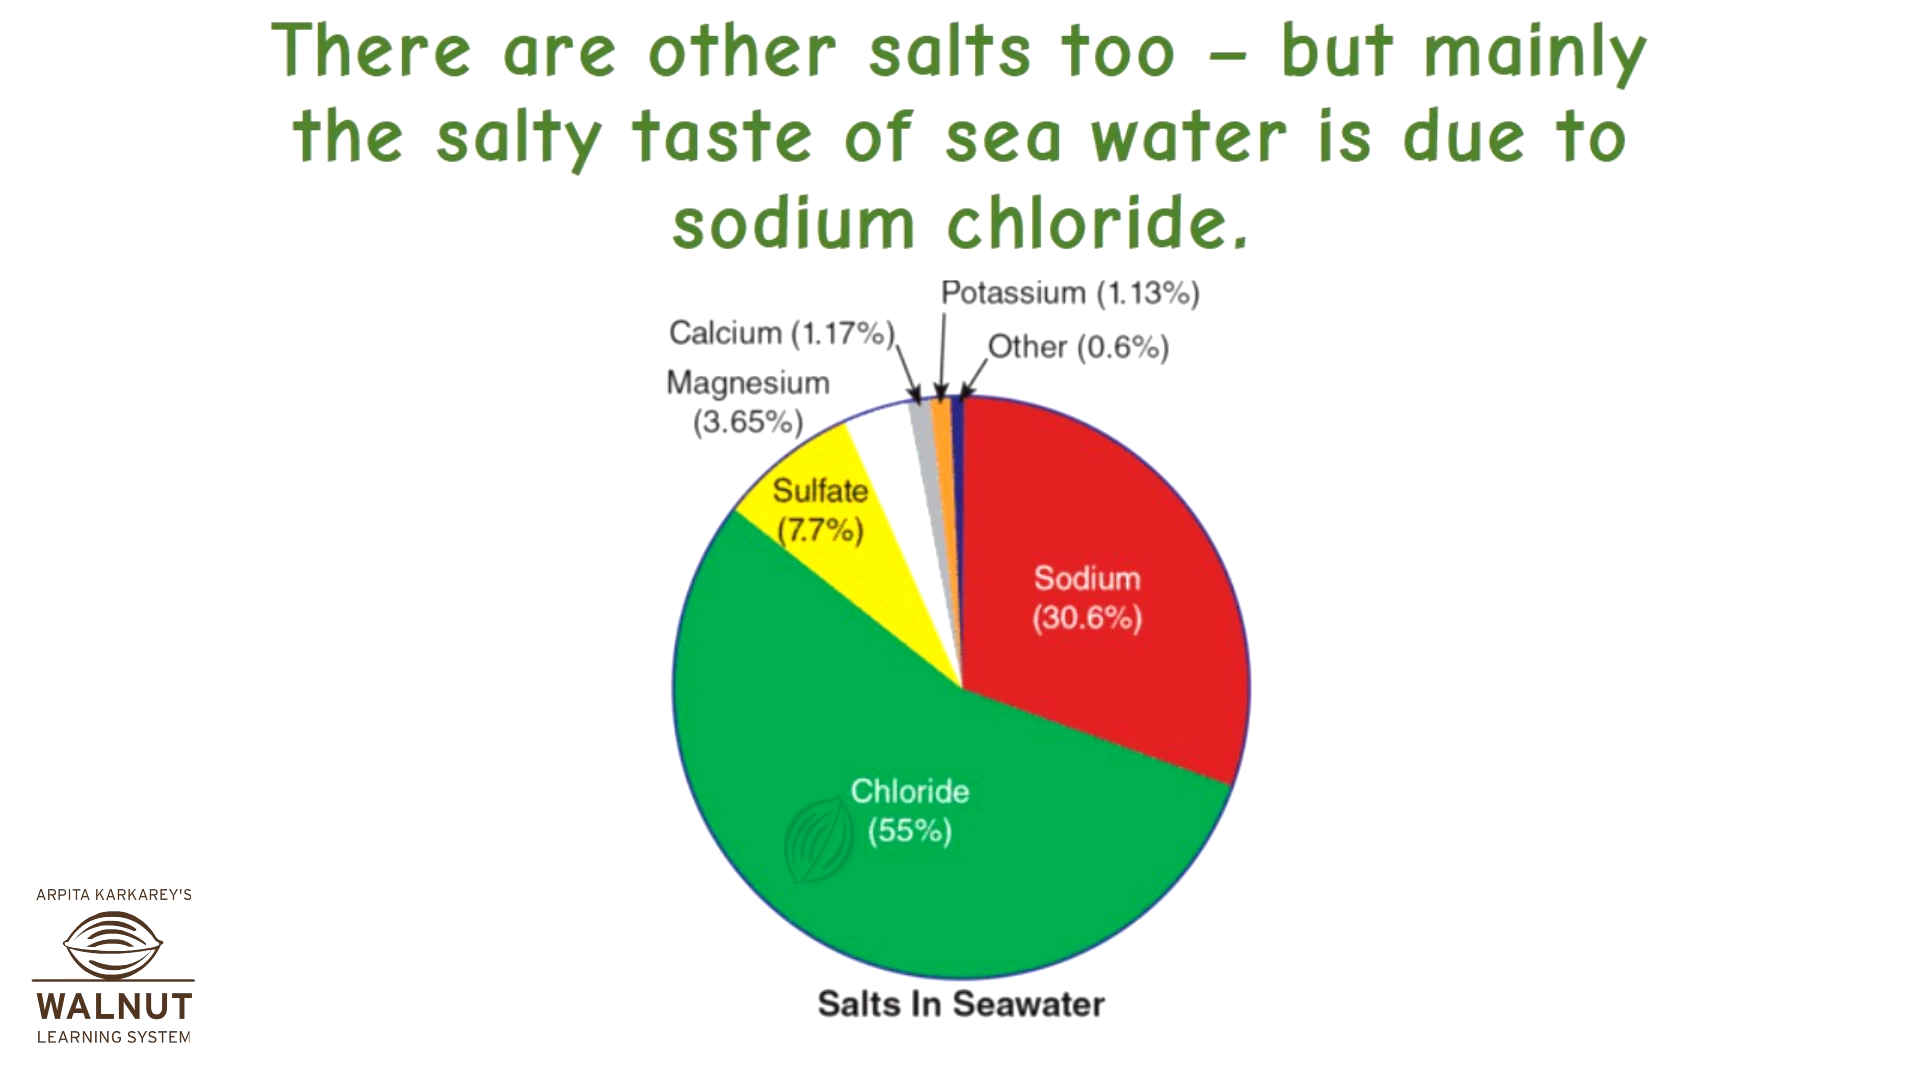 There are other salts too – but mainly
the salty taste of sea water is due to
sodium chloride.
Potassium (1.13%)
Calcium (1.17%)
Other (0.6%)
Magnesium
(3.65%)
Sulfate
(7.7%)
Sodium
(30.6%)
Chloride
(55%)
Salts In Seawater
ARPITA KARKAREY'S
WALNUT
LEARNING SYSTEM